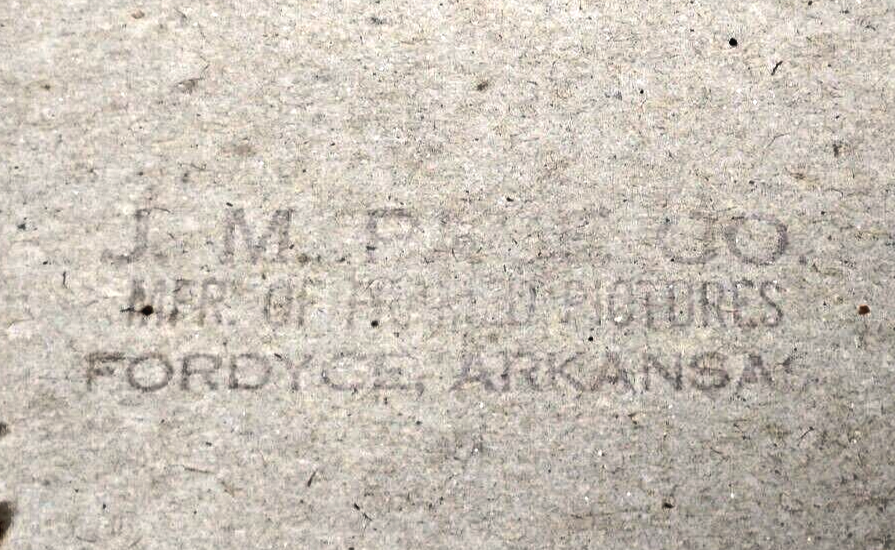 J. M. CO.
MFR. OF PICTURES
FORDYCE, ARKANSAS